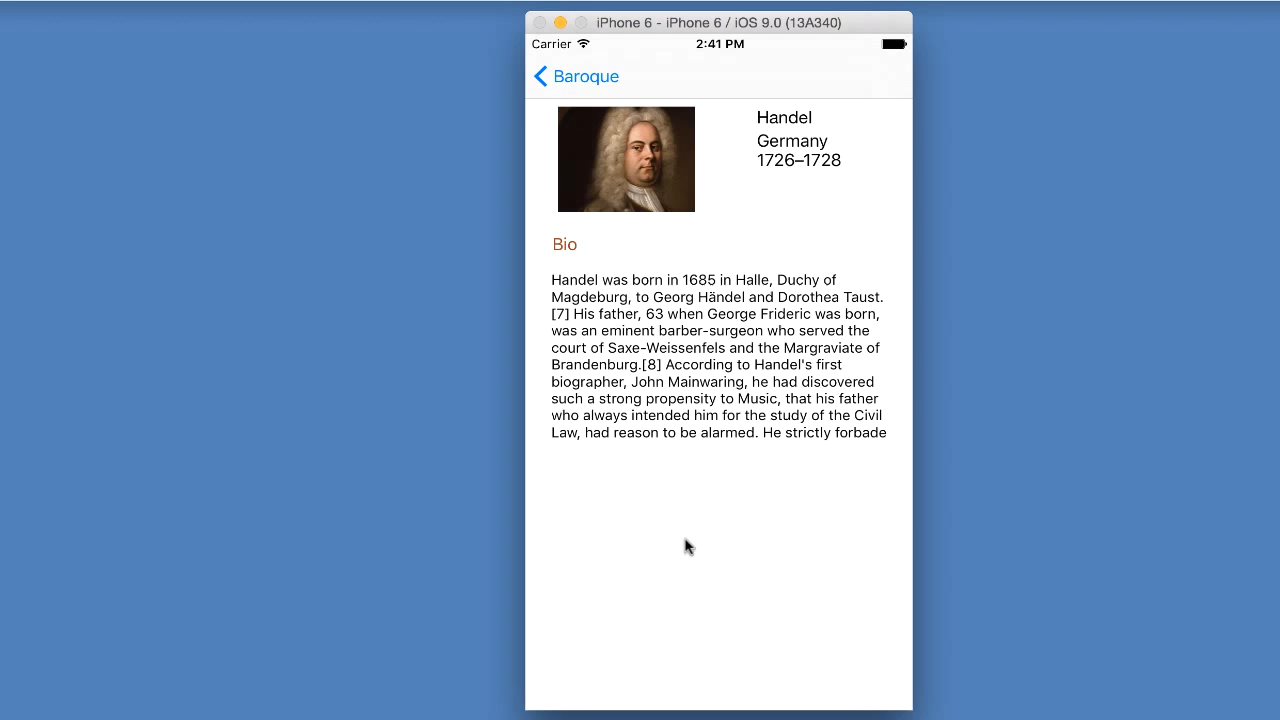 iPhone 6 - iPhone 6 / iOS 9.0 (13A340)
Carrier 2:41 PM
Baroque
Handel
Germany
1726–1728
Bio
Handel was born in 1685 in Halle, Duchy of
Magdeburg, to Georg Händel and Dorothea Taust.
[7] His father, 63 when George Frideric was born,
was an eminent barber-surgeon who served the
court of Saxe-Weissenfels and the Margraviate of
Brandenburg.[8] According to Handel's first
biographer, John Mainwaring, he had discovered
such a strong propensity to Music, that his father
who always intended him for the study of the Civil
Law, had reason to be alarmed. He strictly forbade